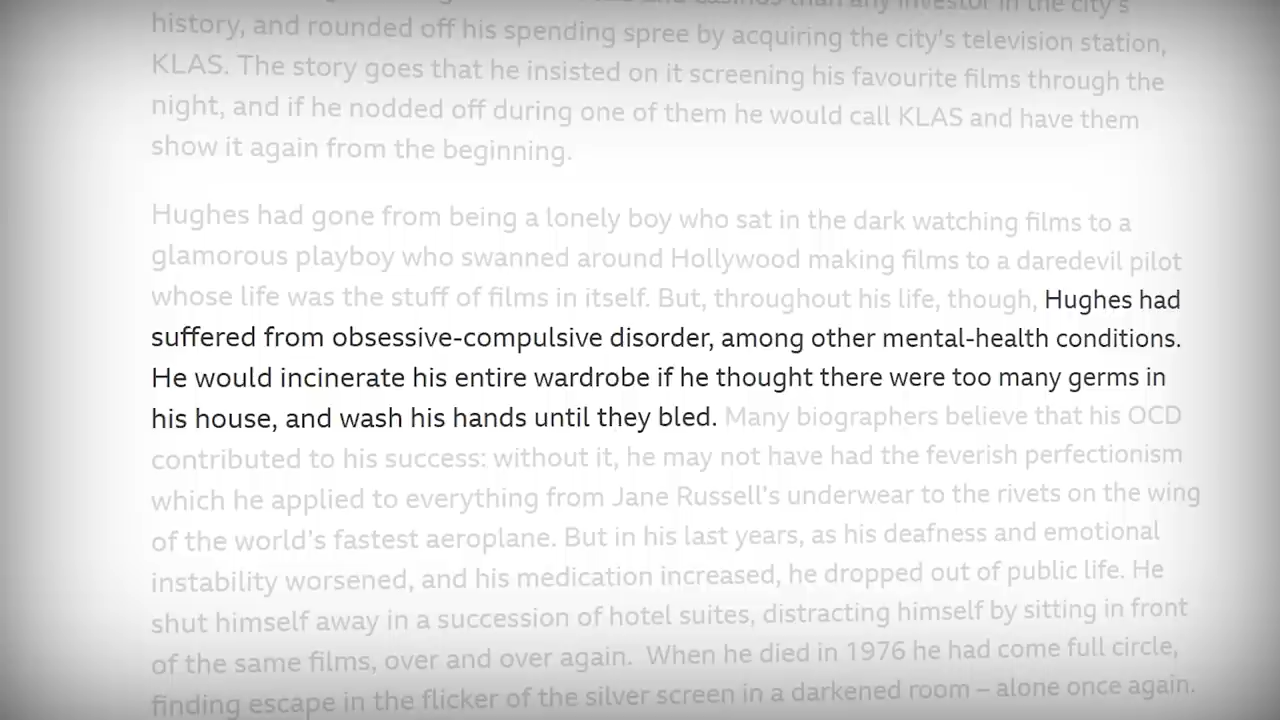 casinos than any investor in the city's
history, and rounded off his spending spree by acquiring the city's television station,
KLAS. The story goes that he insisted on it screening his favourite films through the
night, and if he nodded off during one of them he would call KLAS and have them
show it again from the beginning.
Hughes had gone from being a lonely boy who sat in the dark watching films to a
glamorous playboy who swanned around Hollywood making films to a daredevil pilot
whose life was the stuff of films in itself. But, throughout his life, though, Hughes had
suffered from obsessive-compulsive disorder, among other mental-health conditions.
He would incinerate his entire wardrobe if he thought there were too many germs in
his house, and wash his hands until they bled. Many biographers believe that his OCD
contributed to his success: without it, he may not have had the feverish perfectionism
which he applied to everything from Jane Russell's underwear to the rivets on the wing
of the world's fastest aeroplane. But in his last years, as his deafness and emotional
instability worsened, and his medication increased, he dropped out of public life. He
shut himself away in a succession of hotel suites, distracting himself by sitting in front
of the same films, over and over again. When he died in 1976 he had come full circle,
finding escape in the flicker of the silver screen in a darkened room – alone once again.